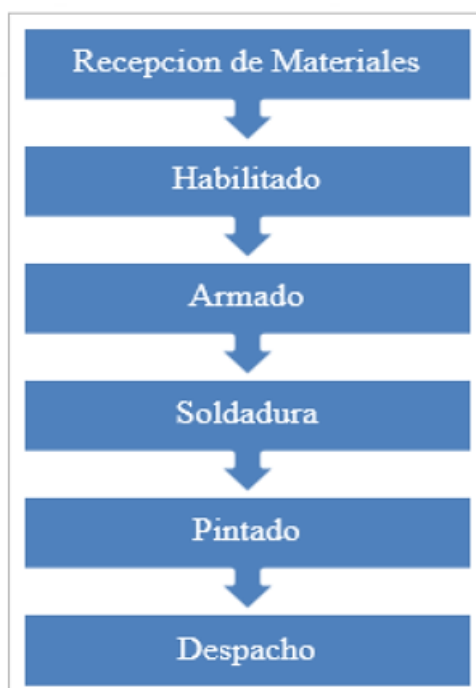 Recepcion de Materiales
Habilitado
Armado
Soldadura
Pintado
Despacho